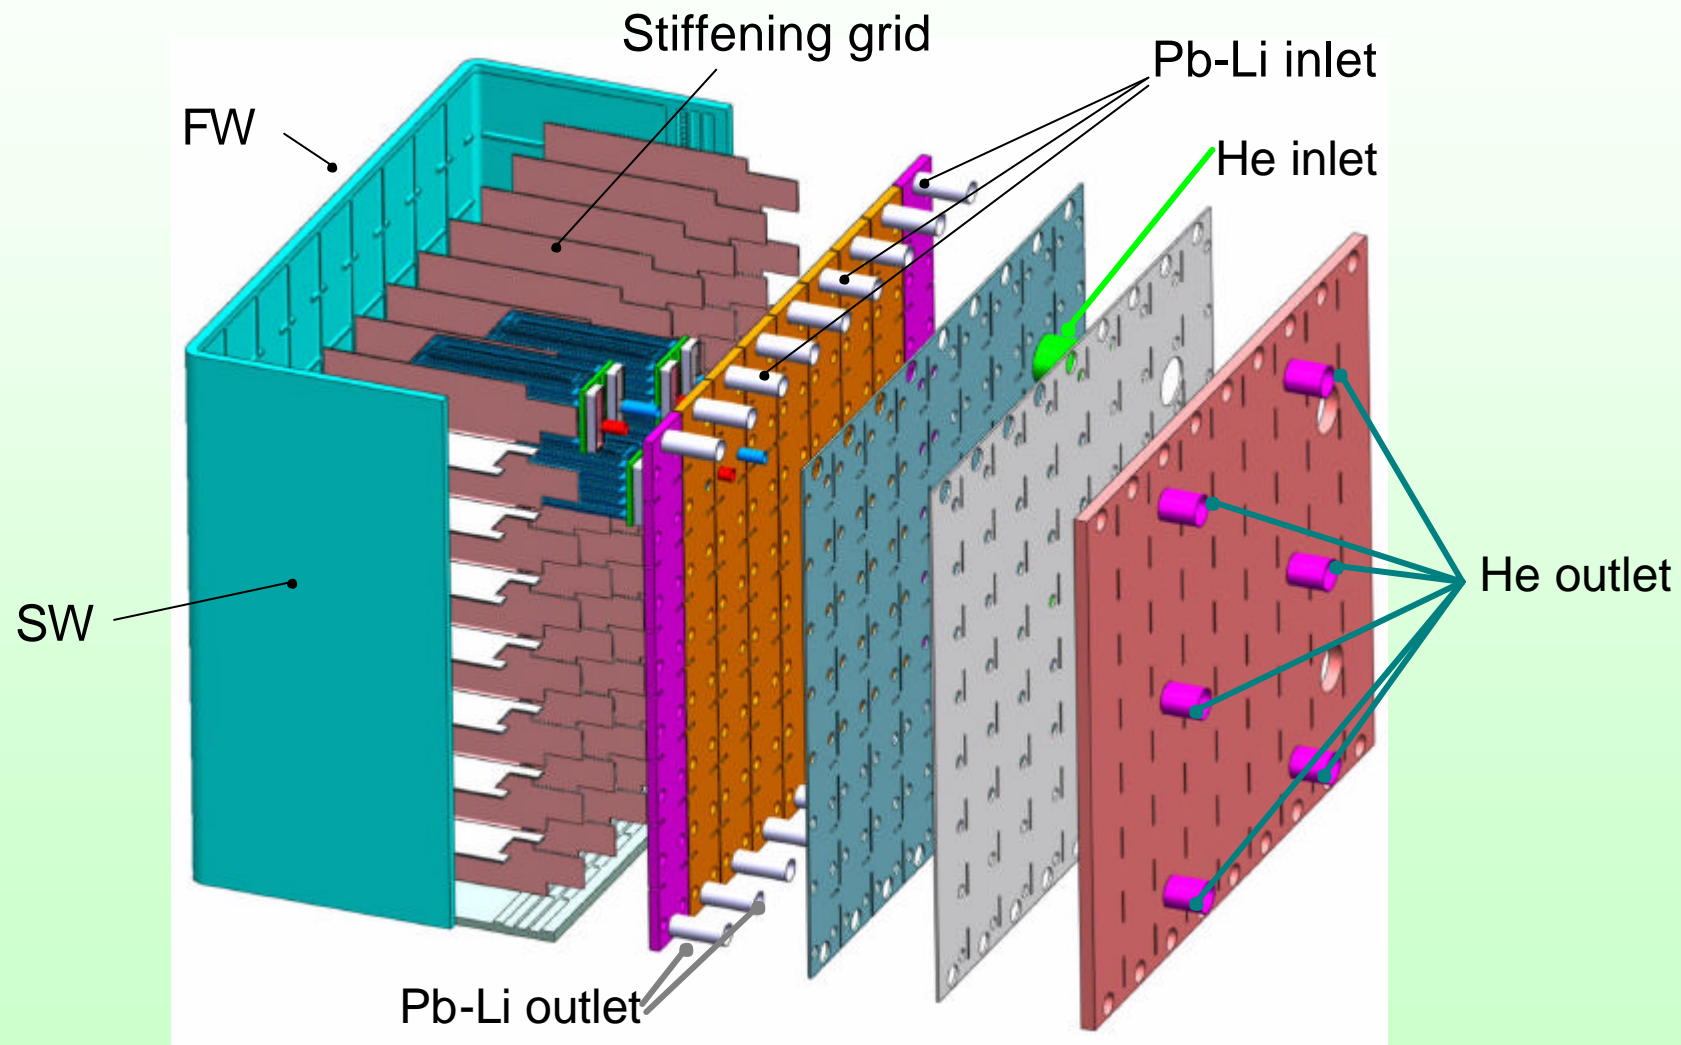 Stiffening grid
Pb-Li inlet
FW
He inlet
He outlet
SW
Pb-Li outlet